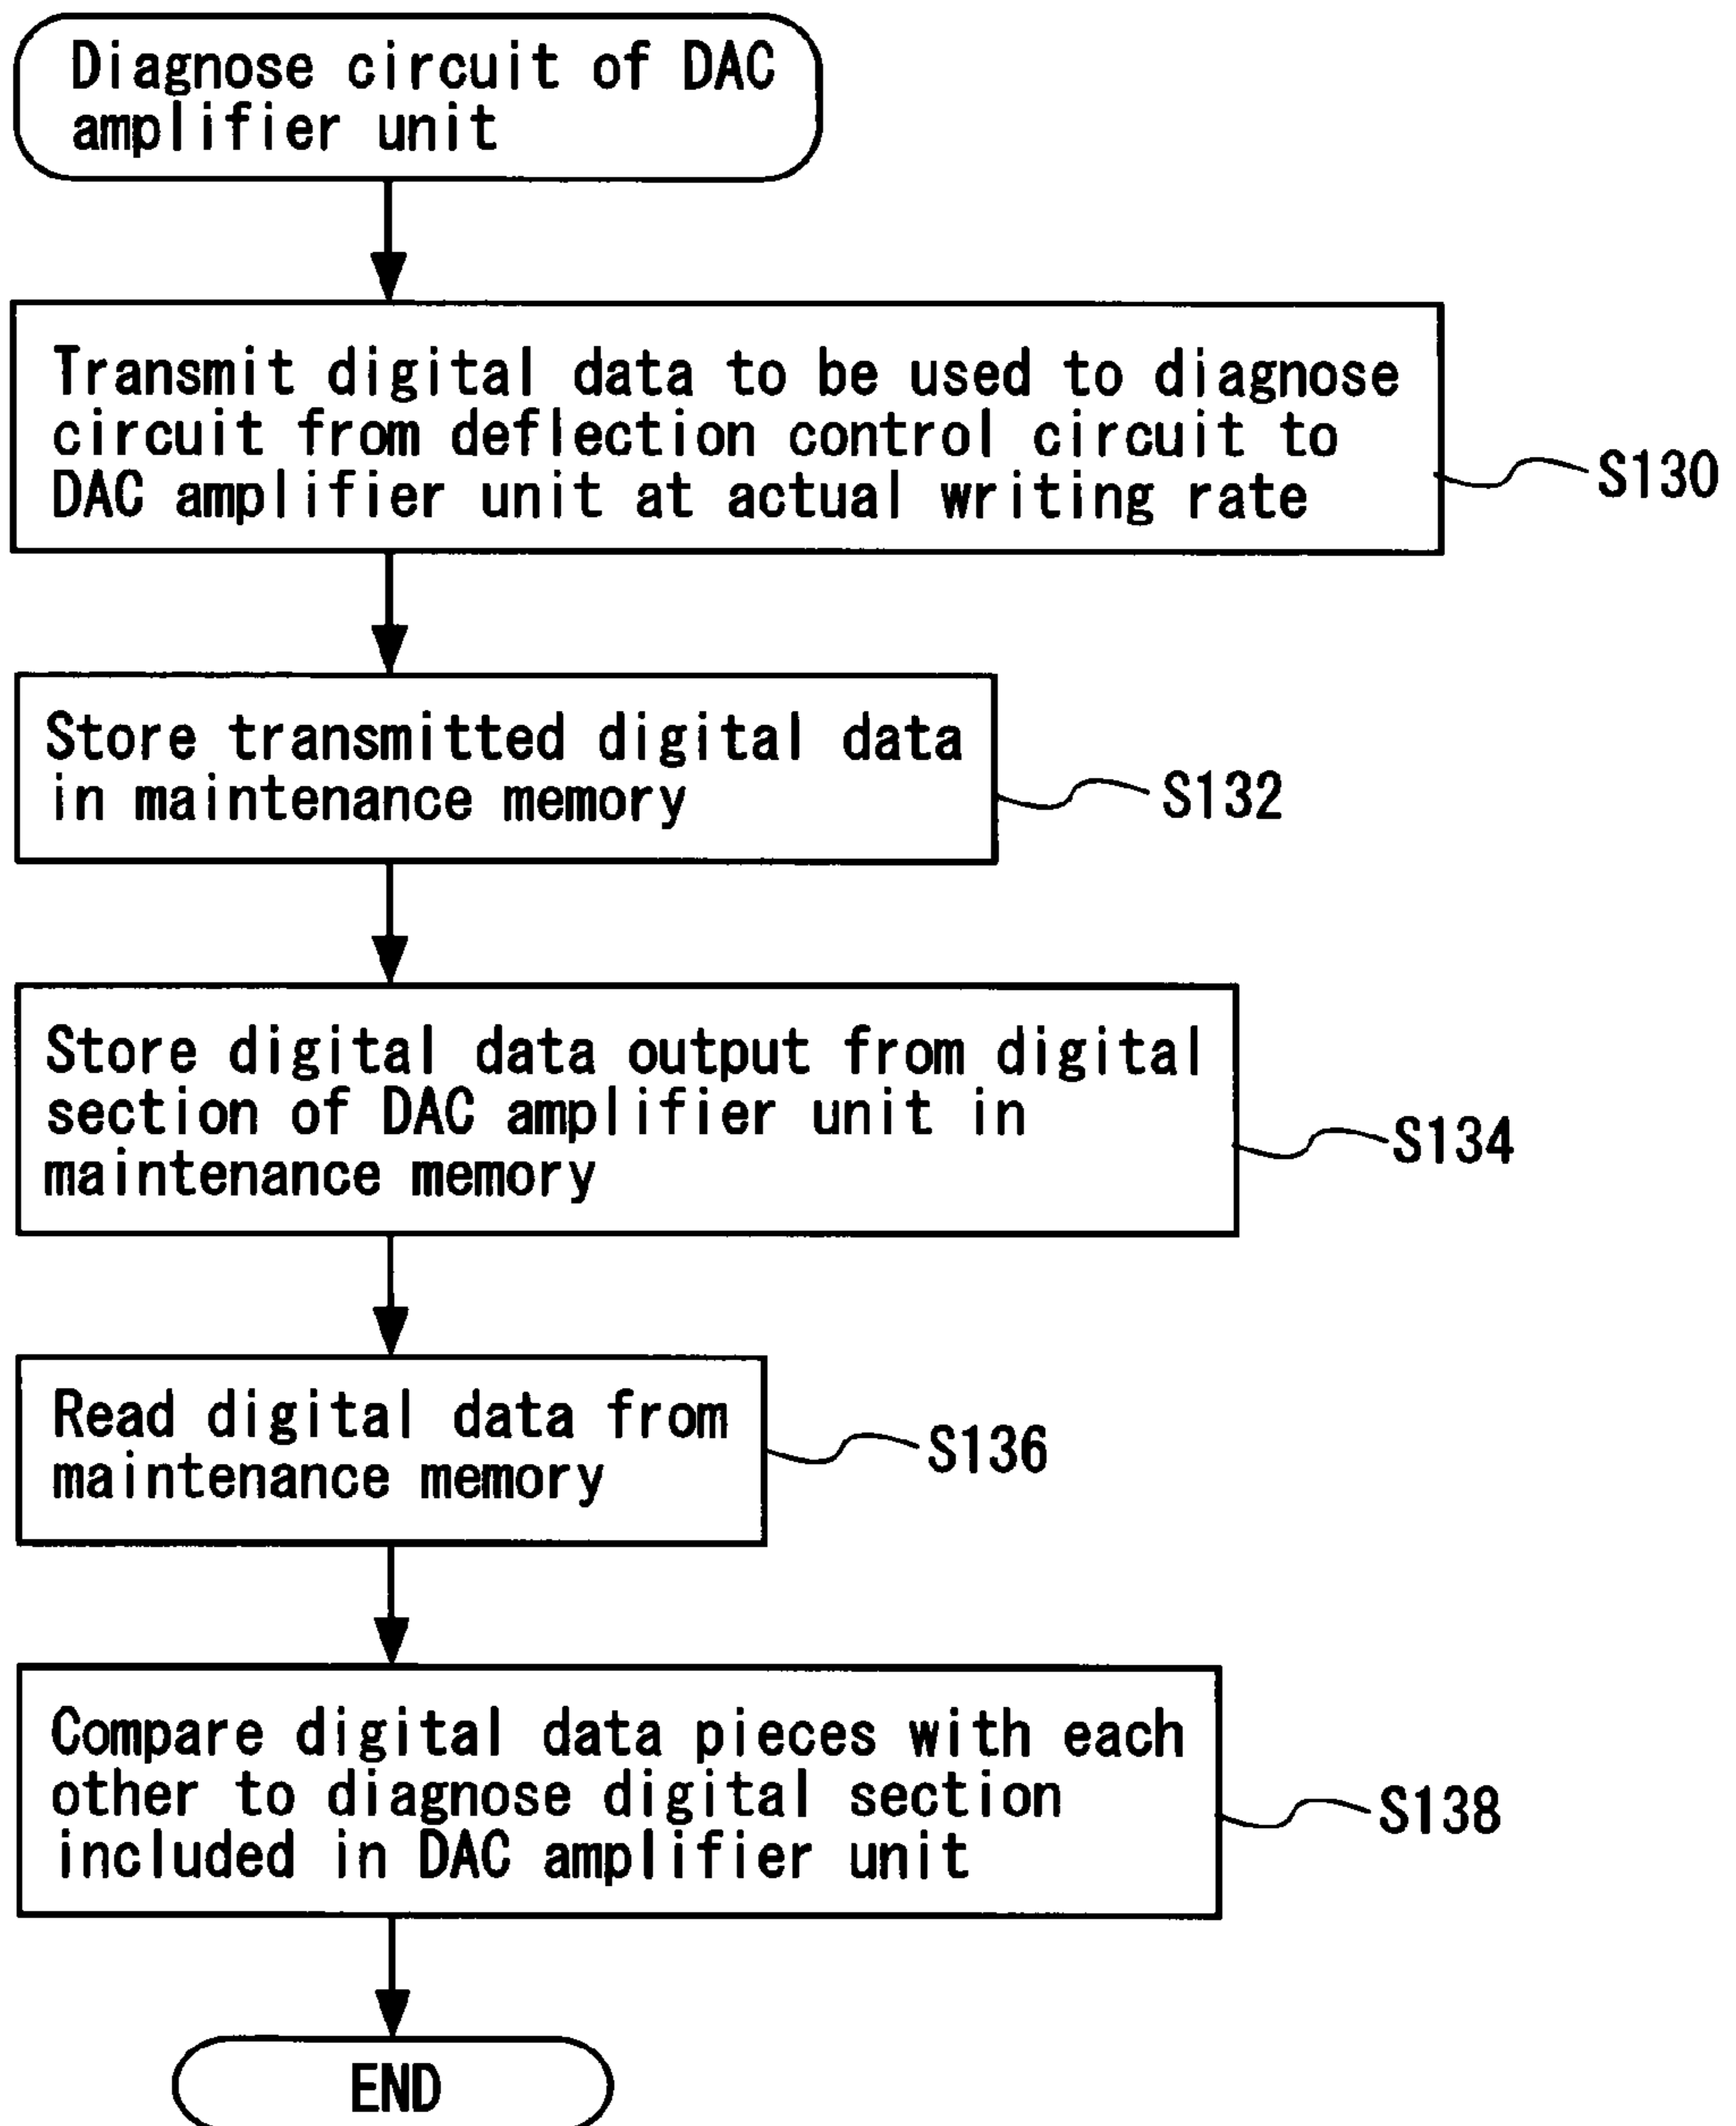 Diagnose circuit of DAC
amplifier unit
Transmit digital data to be used to diagnose
circuit from deflection control circuit to
DAC amplifier unit at actual writing rate
S130
Store transmitted digital data
in maintenance memory
S132
Store digital data output from digital
section of DAC amplifier unit in
maintenance memory
S134
Read digital data from
maintenance memory
S136
Compare digital data pieces with each
other to diagnose digital section
included in DAC amplifier unit
S138
END